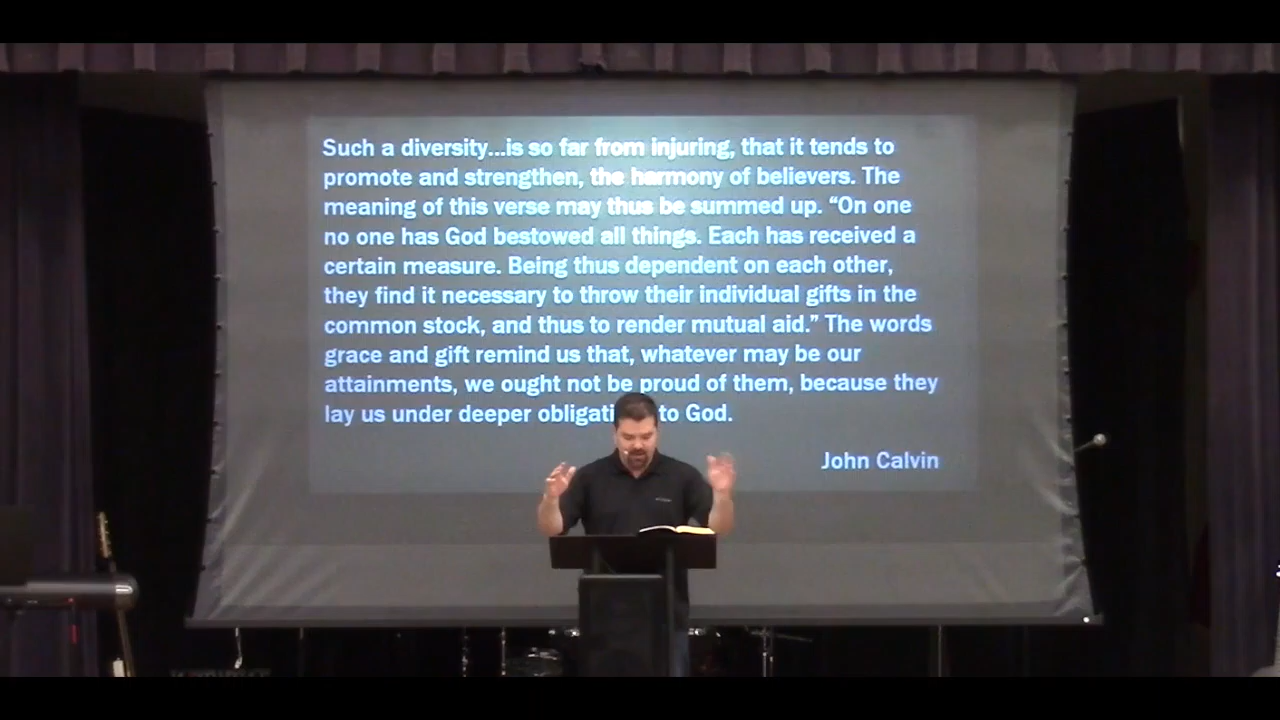 Such a diversity...is so far from injuring, that it tends to
promote and strengthen, the harmony of believers. The
meaning of this verse may thus be summed up. “On one
no one has God bestowed all things. Each has received a
certain measure. Being thus dependent on each other,
they find it necessary to throw their individual gifts in the
common stock, and thus to render mutual aid.” The words
grace and gift remind us that, whatever may be our
attainments, we ought not be proud of them, because they
lay us under deeper to God.
John Calvin